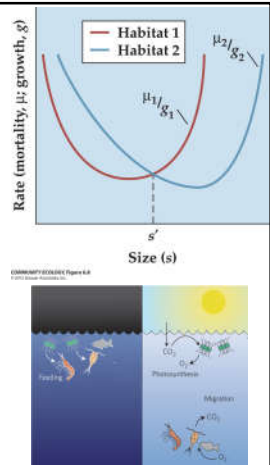 Habitat 1
Habitat 2
μ1/g1
μ2/g2
Rate (mortality, μ; growth, g)
s'
Size (s)
COMMUNITY ECOLOGY, Figure 6.8
Feeding
CO2
Photosynthesis
O2
Migration
CO2
O2